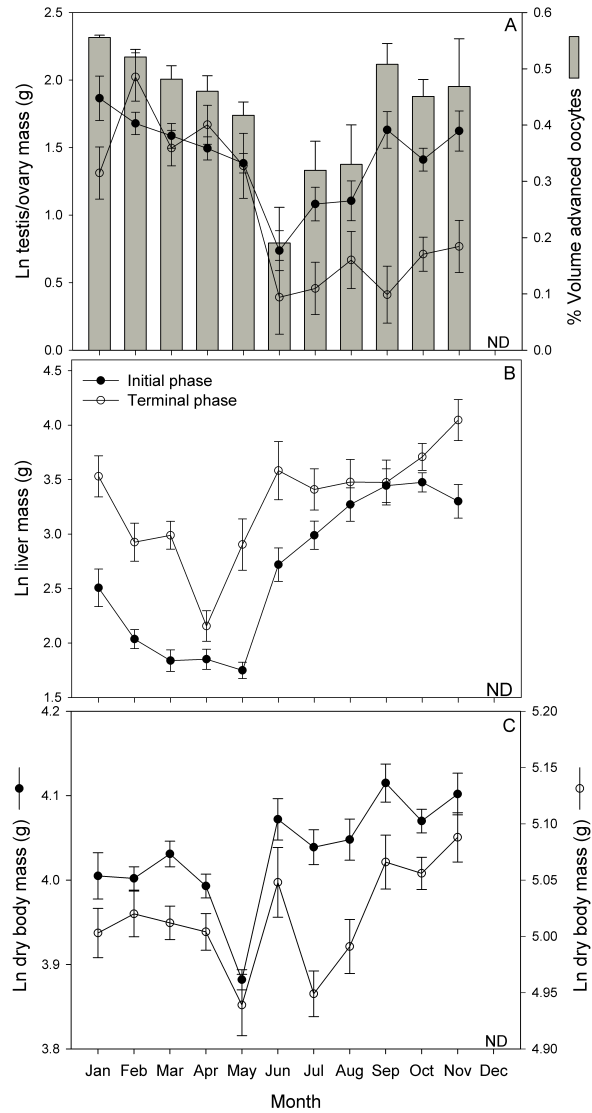 A
2.5
2.0
1.5
1.0
0.5
0.0
Ln testis/ovary mass (g)
0.6
0.5
0.4
0.3
0.2
0.1
0.0
% Volume advanced oocytes
ND
B
Initial phase
Terminal phase
4.5
4.0
3.5
3.0
2.5
2.0
1.5
Ln liver mass (g)
ND
C
4.2
4.1
4.0
3.9
3.8
Ln dry body mass (g)
5.20
5.15
5.10
5.05
5.00
4.95
4.90
Ln dry body mass (g)
ND
Jan Feb Mar Apr May Jun Jul Aug Sep Oct Nov Dec
Month